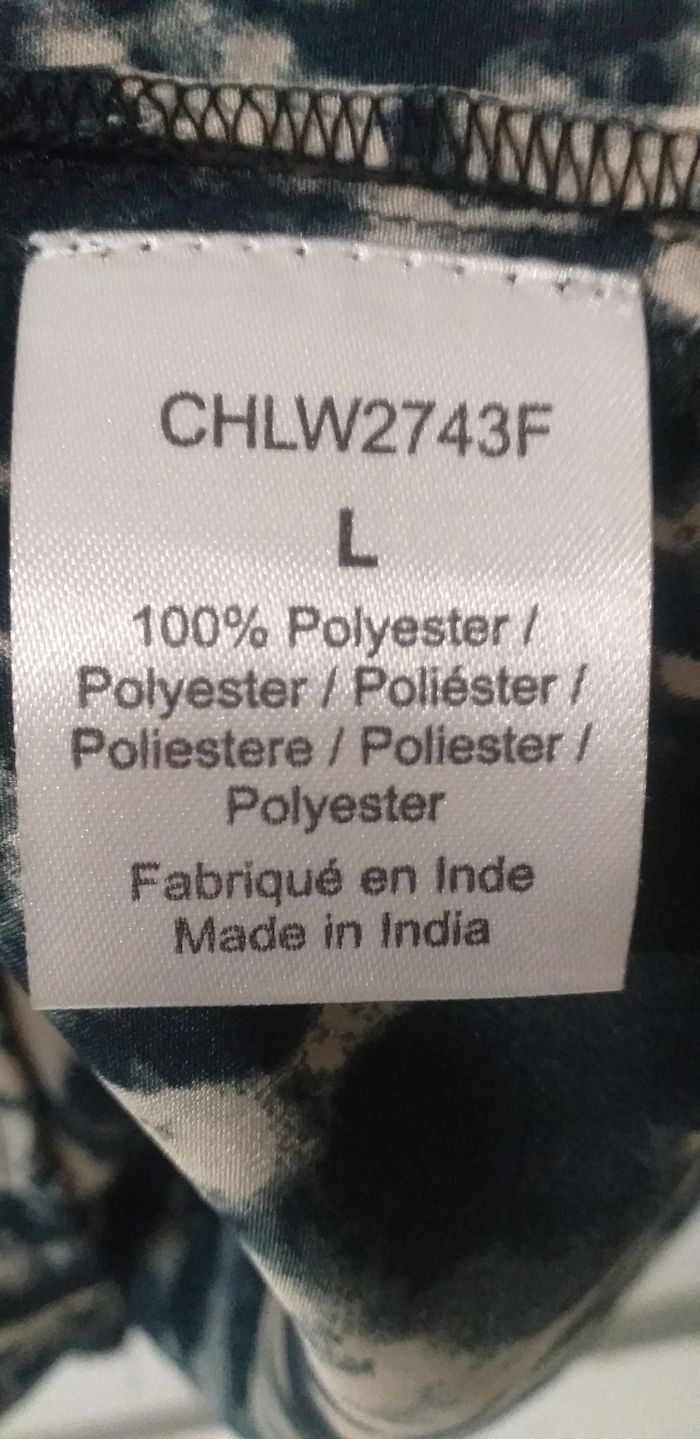 CHLW2743F
L
100% Polyester /
Polyester / Poliéster /
Poliestere / Poliester /
Polyester
Fabriqué en Inde
Made in India